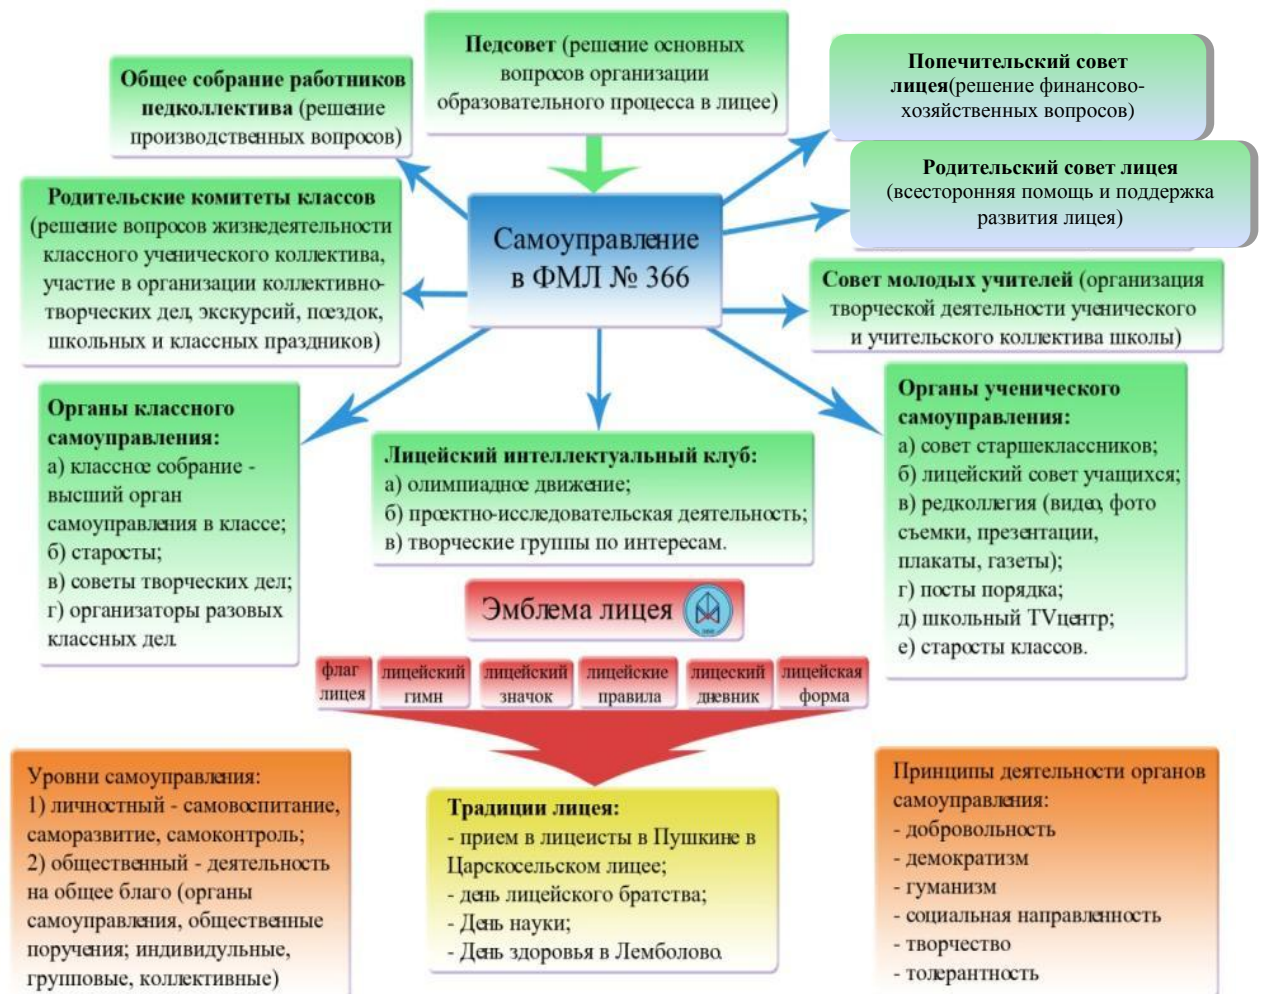 Педсовет (решение основных
вопросов организации
образовательного процесса в лицее)
Общее собрание работников
педколлектива (решение
производственных вопросов)
Попечительский совет
лицея(решение финансово-
хозяйственных вопросов)
Родительский совет лицея
(всесторонняя помощь и поддержка
развития лицея)
Родительские комитеты классов
(решение вопросов жизнедеятельности
классного ученического коллектива,
участие в организации коллективно-
творческих дел, экскурсий, поездок,
школьных и классных праздников)
Самоуправление
в ФМЛ № 366
Совет молодых учителей (организация
творческой деятельности ученического
и учительского коллектива школы)
Органы классного
самоуправления:
а) классное собрание -
высший орган
самоуправления в классе;
б) старосты;
в) советы творческих дел;
г) организаторы разовых
классных дел.
Лицейский интеллектуальный клуб:
а) олимпиадное движение;
б) проектно-исследовательская деятельность;
в) творческие группы по интересам.
Органы ученического
самоуправления:
а) совет старшеклассников;
б) лицейский совет учащихся;
в) редколлегия (видео, фото
съемки, презентации,
плакаты, газеты);
г) посты порядка;
д) школьный TVцентр;
е) старосты классов.
Эмблема лицея
флаг
лицея
лицейский
гимн
лицейский
значок
лицейские
правила
лицеский
дневник
лицейская
форма
Уровни самоуправления:
1) личностный - самовоспитание,
саморазвитие, самоконтроль;
2) общественный - деятельность
на общее благо (органы
самоуправления, общественные
поручения; индивидульные,
групповые, коллективные)
Традиции лицея:
- прием в лицеисты в Пушкине в
Царскосельском лицее;
- день лицейского братства;
- День науки;
- День здоровья в Лемболово.
Принципы деятельности органов
самоуправления:
- добровольность
- демократизм
- гуманизм
- социальная направленность
- творчество
- толерантность